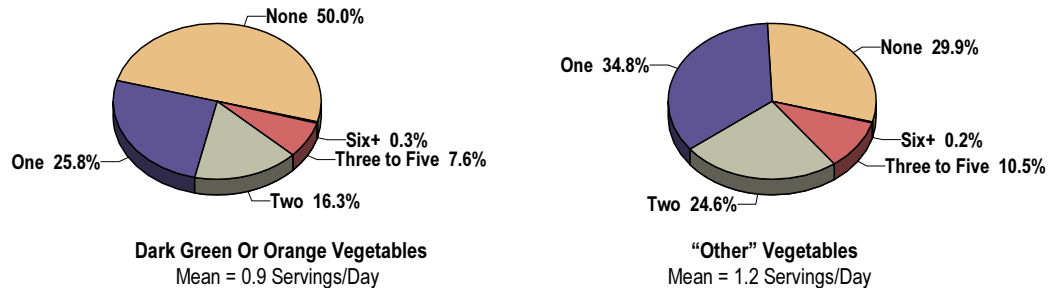 None 50.0%
Six+ 0.3%
Three to Five 7.6%
One 25.8%
Two 16.3%
Dark Green Or Orange Vegetables
Mean = 0.9 Servings/Day
None 29.9%
One 34.8%
Six+ 0.2%
Three to Five 10.5%
Two 24.6%
“Other” Vegetables
Mean = 1.2 Servings/Day